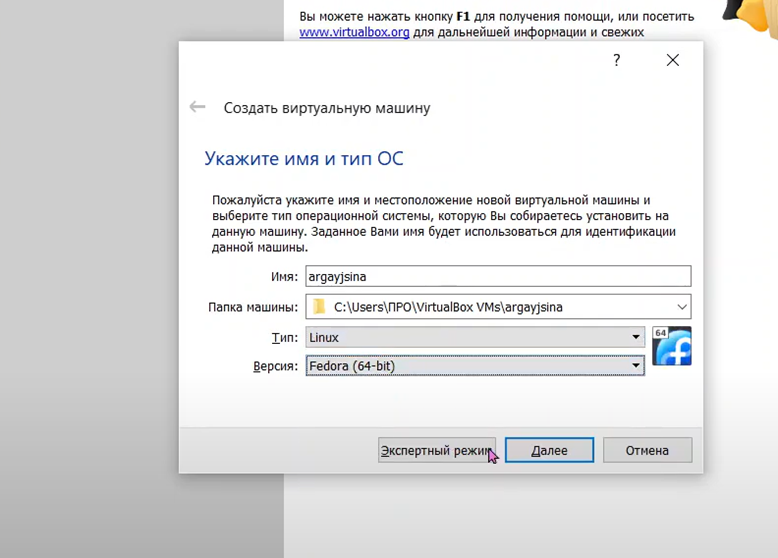 Вы можете нажать кнопку F1 для получения помощи, или посетить
www.virtualbox.org для дальнейшей информации и свежих
?
Создать виртуальную машину
Укажите имя и тип ОС
Пожалуйста укажите имя и местоположение новой виртуальной машины и
выберите тип операционной системы, которую Вы собираетесь установить на
данную машину. Заданное Вами имя будет использоваться для идентификации
данной машины.
Имя: argayjsina
Папка машины: C:\Users\ПРО\VirtualBox VMs\argayjsina
Тип: Linux
64
Версия: Fedora (64-bit)
Экспертный режим Далее Отмена